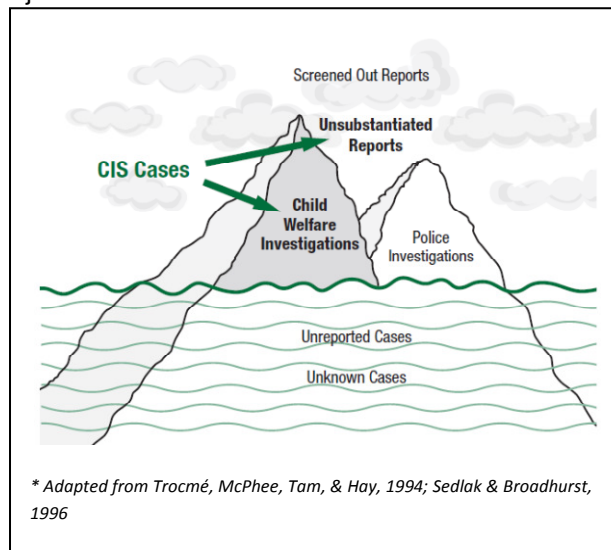 Screened Out Reports
Unsubstantiated
Reports
CIS Cases
Child
Welfare
Investigations
Police
Investigations
Unreported Cases
Unknown Cases
* Adapted from Trocmé, McPhee, Tam, & Hay, 1994; Sedlak & Broadhurst,
1996